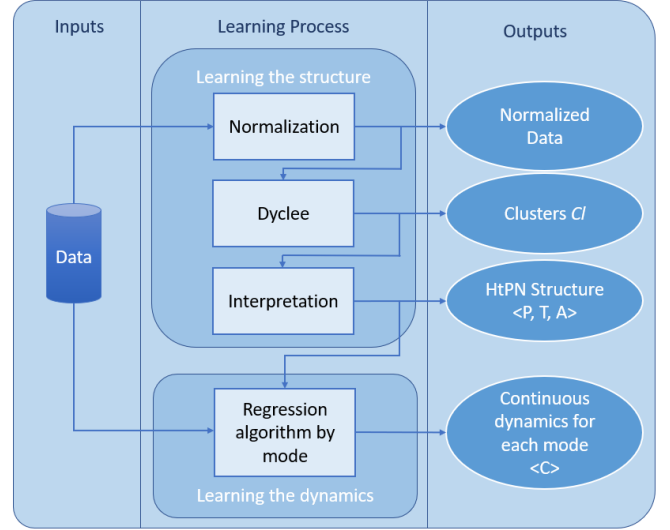 Inputs
Learning Process
Outputs
Learning the structure
Normalization
Normalized
Data
Dyclee
Clusters Cl
Data
Interpretation
HtPN Structure
<P, T, A>
Regression
algorithm by
mode
Continuous
dynamics for
each mode
<C>
Learning the dynamics